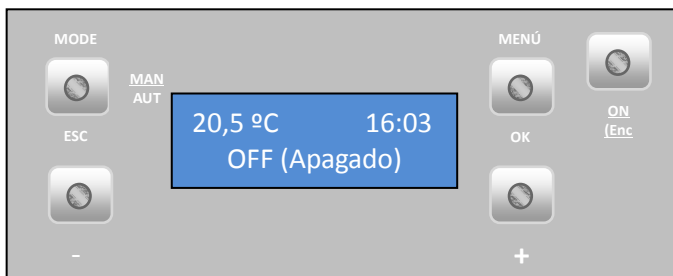 MODE
MENÚ
MAN
AUT
20,5 ºC 16:03
ESC
OK
ON
(Enc
OFF (Apagado)
-
+